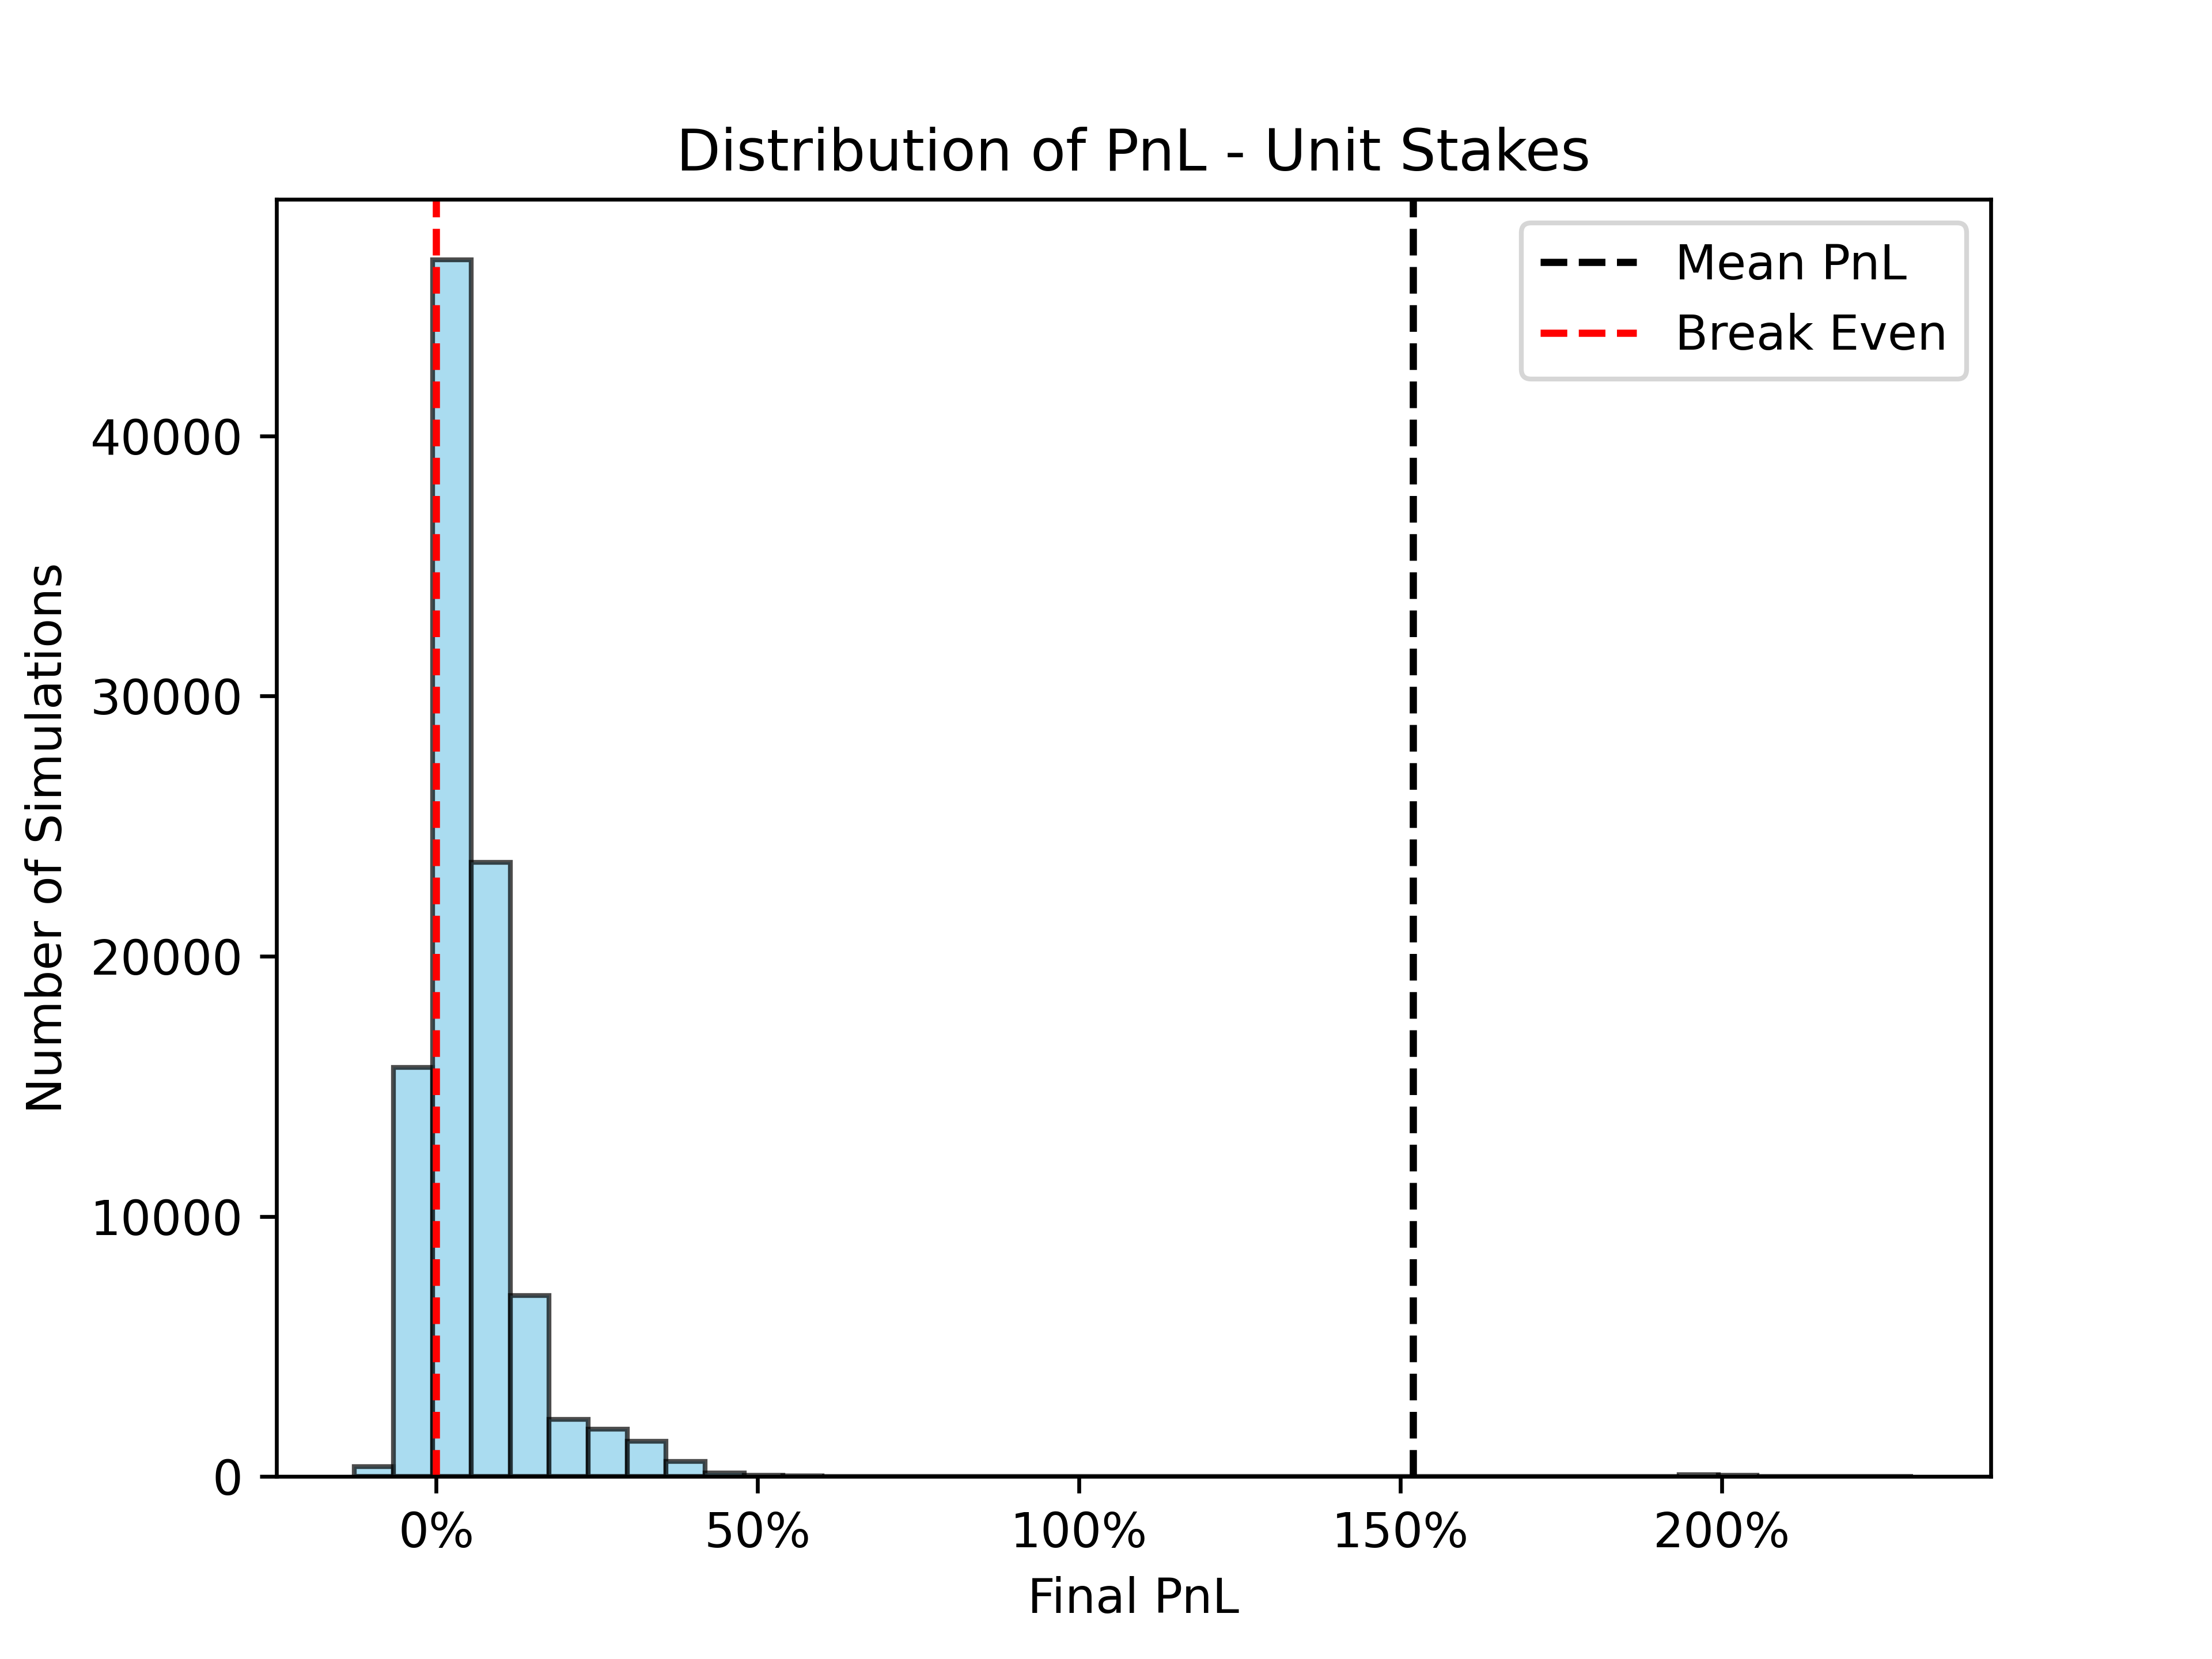 Distribution of PnL - Unit Stakes
Mean PnL
Break Even
Number of Simulations
40000
30000
20000
10000
0
0%
50%
100%
150%
200%
Final PnL